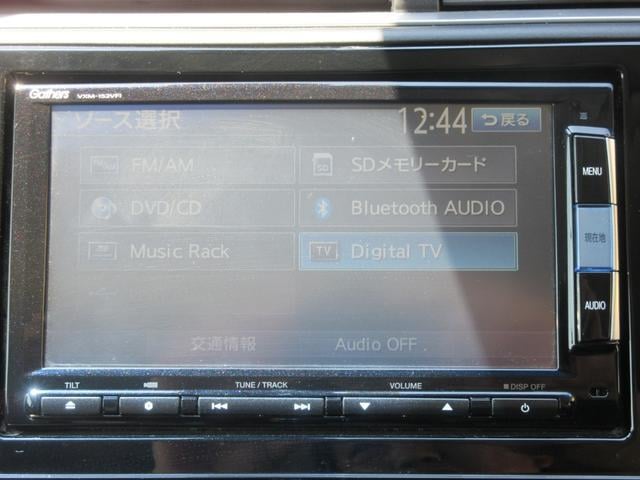 Gathers
VXM-152VFi
ソース選択
12:44
戻る
FM/AM
SD
SDメモリーカード
DVD/CD
Bluetooth AUDIO
Music Rack
TV
Digital TV
交通情報
Audio OFF
MENU
現在地
AUDIO
TILT
TUNE / TRACK
VOLUME
DISP OFF